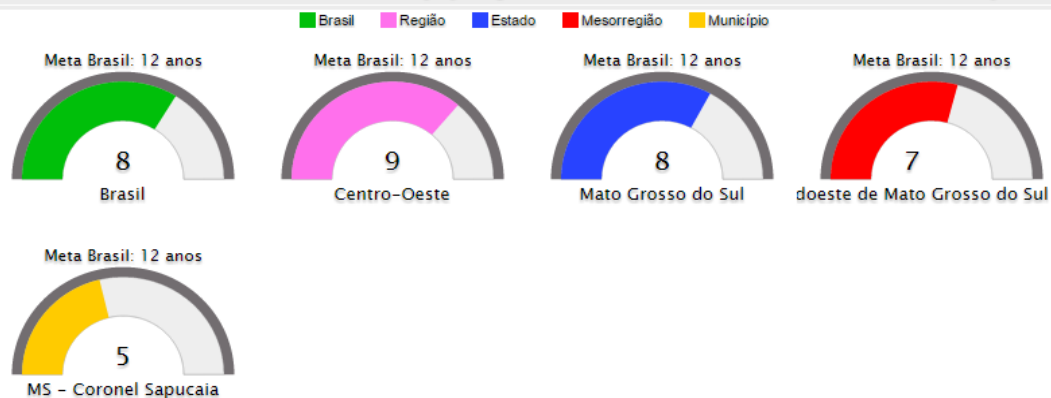 Brasil Região Estado Mesorregião Município
Meta Brasil: 12 anos Meta Brasil: 12 anos Meta Brasil: 12 anos Meta Brasil: 12 anos
8 9 8 7
Brasil Centro-Oeste Mato Grosso do Sul doeste de Mato Grosso do Sul
Meta Brasil: 12 anos
5
MS - Coronel Sapucaia